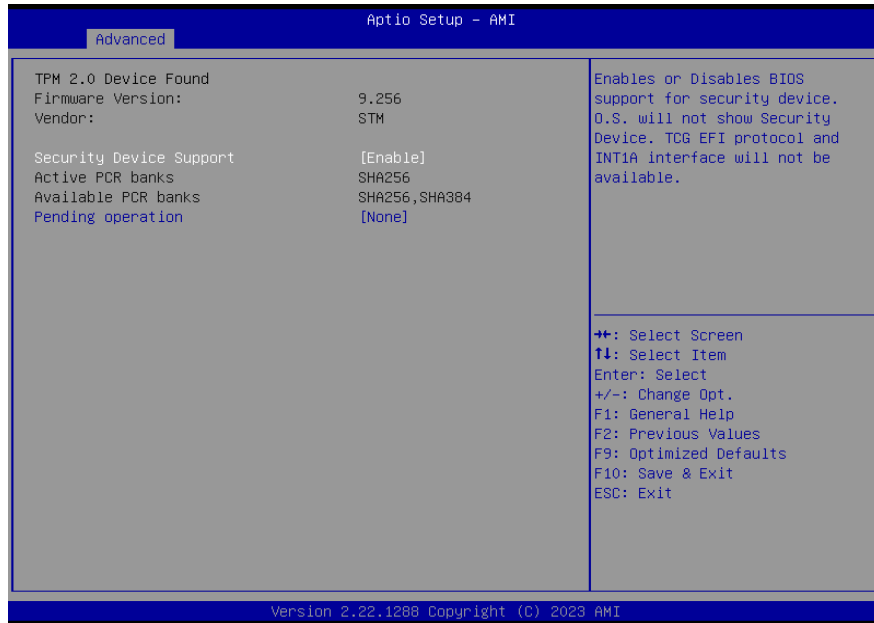 Aptio Setup - AMI
Advanced
TPM 2.0 Device Found
Firmware Version: 9.256
Vendor: STM
Security Device Support [Enable]
Active PCR banks SHA256
Available PCR banks SHA256,SHA384
Pending operation [None]
Enables or Disables BIOS
support for security device.
O.S. will not show Security
Device. TCG EFI protocol and
INT1A interface will not be
available.
→←: Select Screen
↑↓: Select Item
Enter: Select
+/-: Change Opt.
F1: General Help
F2: Previous Values
F9: Optimized Defaults
F10: Save & Exit
ESC: Exit
Version 2.22.1288 Copyright (C) 2023 AMI